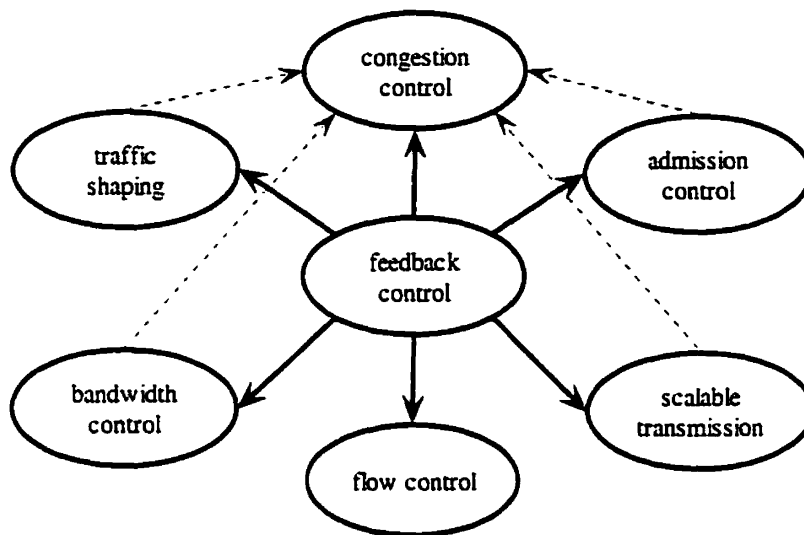 congestion
control
traffic
shaping
admission
control
feedback
control
bandwidth
control
scalable
transmission
flow control